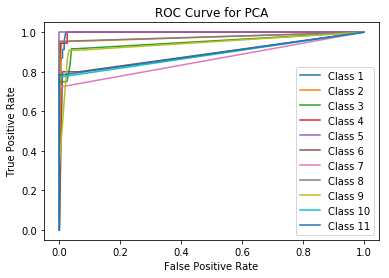 ROC Curve for PCA
True Positive Rate
1.0
0.8
0.6
0.4
0.2
0.0
Class 1
Class 2
Class 3
Class 4
Class 5
Class 6
Class 7
Class 8
Class 9
Class 10
Class 11
0.0 0.2 0.4 0.6 0.8 1.0
False Positive Rate